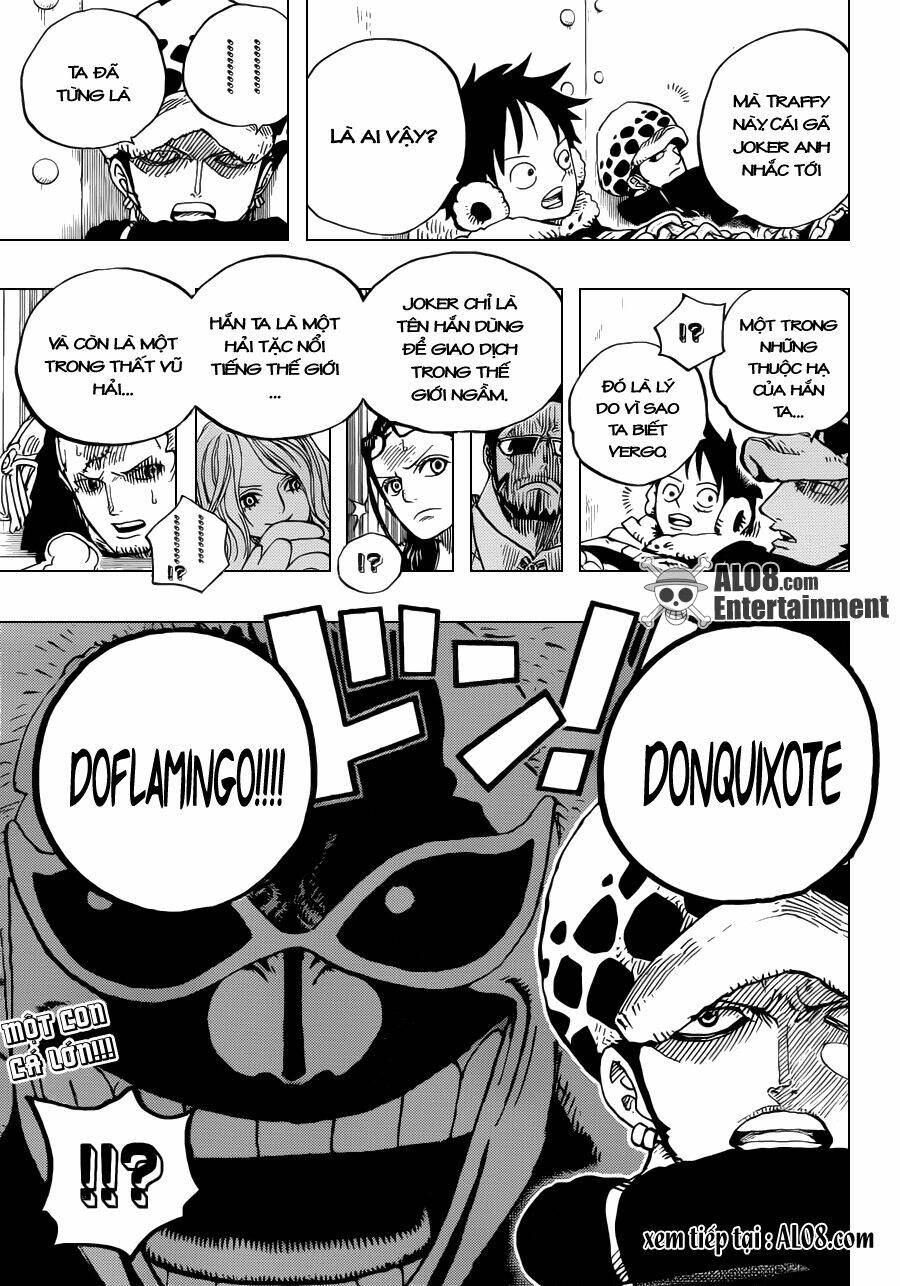 MÀ TRAFFY
NÀY, CÁI GÃ
JOKER ANH
NHẮC TỚI
LÀ AI VẬY?
TA ĐÃ
TỪNG LÀ
MỘT TRONG
NHỮNG
THUỘC HẠ
CỦA HẮN
TA...
!?
ĐÓ LÀ LÝ
DO VÌ SAO
TA BIẾT
VERGO.
JOKER CHỈ LÀ
TÊN HẮN DÙNG
ĐỂ GIAO DỊCH
TRONG THẾ
GIỚI NGẦM.
!?
HẮN TA LÀ MỘT
HẢI TẶC NỔI
TIẾNG THẾ GIỚI
...
VÀ CÒN LÀ MỘT
TRONG THẤT VŨ
HẢI...
!?
AL08.com
Entertainment
ドン!
DONQUIXOTE
DOFLAMINGO!!!!
MỘT CON
CÁ LỚN!!!
!!?
xem tiếp tại : AL08.com